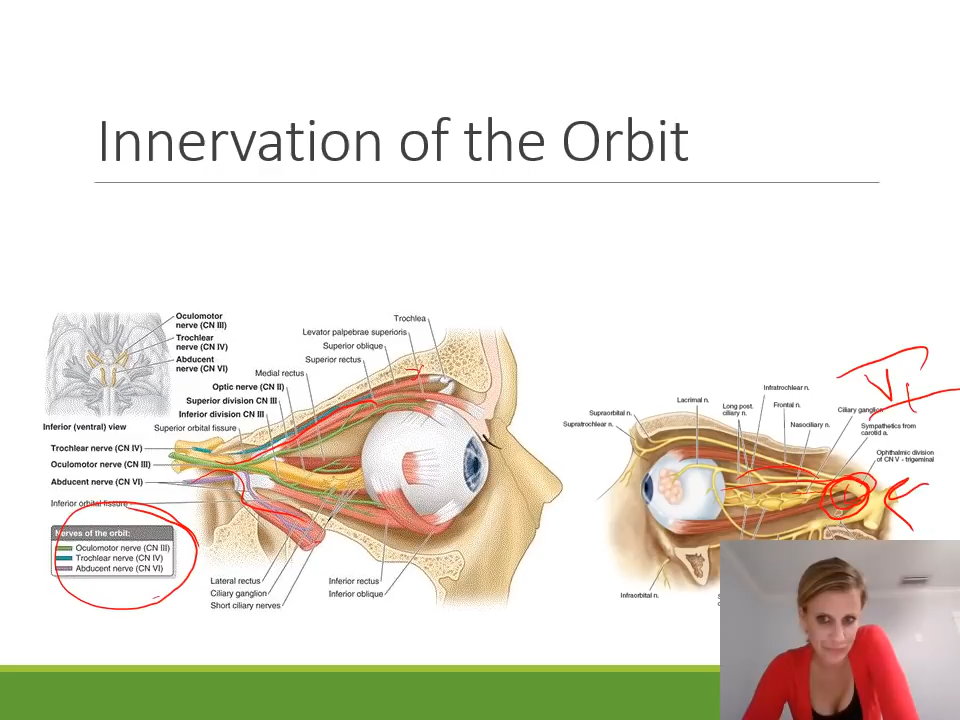 Innervation of the Orbit
Oculomotor
nerve (CN III)
Trochlear
nerve (CN IV)
Abducent
nerve (CN VI)
Inferior (ventral) view
Trochlea
Levator palpebrae superioris
Superior oblique
Superior rectus
Medial rectus
Optic nerve (CN II)
Superior division CN III
Inferior division CN III
Superior orbital fissure
Trochlear nerve (CN IV)
Oculomotor nerve (CN III)
Abducent nerve (CN VI)
Inferior orbital fissure
Nerves of the orbit:
Oculomotor nerve (CN III)
Trochlear nerve (CN IV)
Abducent nerve (CN VI)
Lateral rectus
Ciliary ganglion
Short ciliary nerves
Inferior rectus
Inferior oblique
Infratrochlear n.
Lacrimal n.
Long post.
ciliary n.
Frontal n.
Ciliary ganglion
Supraorbital n.
Supratrochlear n.
Nasociliary n.
Sympathetics from
carotid a.
Ophthalmic division
of CN V - trigeminal
Infraorbital n.
V1